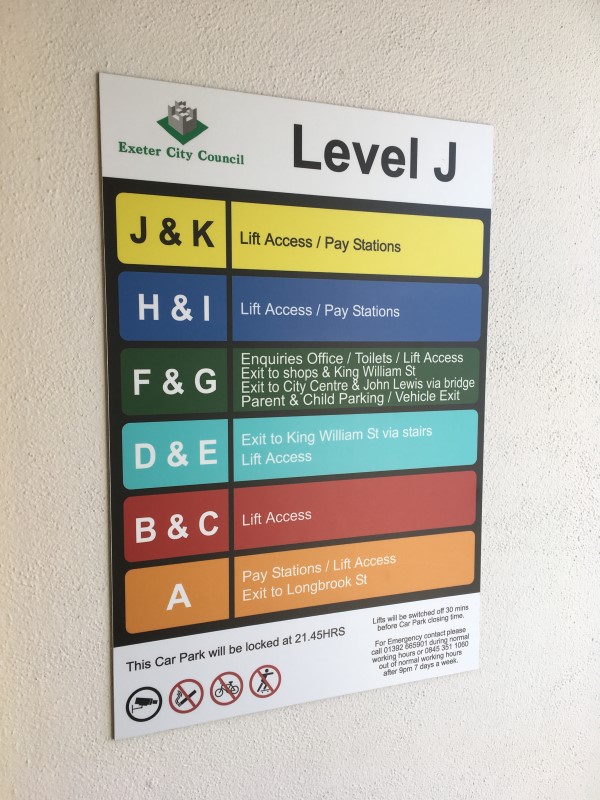 Exeter City Council
Level J
J & K
Lift Access / Pay Stations
H & I
Lift Access / Pay Stations
F & G
Enquiries Office / Toilets / Lift Access
Exit to shops & King William St
Exit to City Centre & John Lewis via bridge
Parent & Child Parking / Vehicle Exit
D & E
Exit to King William St via stairs
Lift Access
B & C
Lift Access
A
Pay Stations / Lift Access
Exit to Longbrook St
This Car Park will be locked at 21.45HRS
Lifts will be switched off 30 mins
before Car Park closing time.
For Emergency contact please
call 01392 665901 during normal
working hours or 0845 351 1060
out of normal working hours
after 9pm 7 days a week.